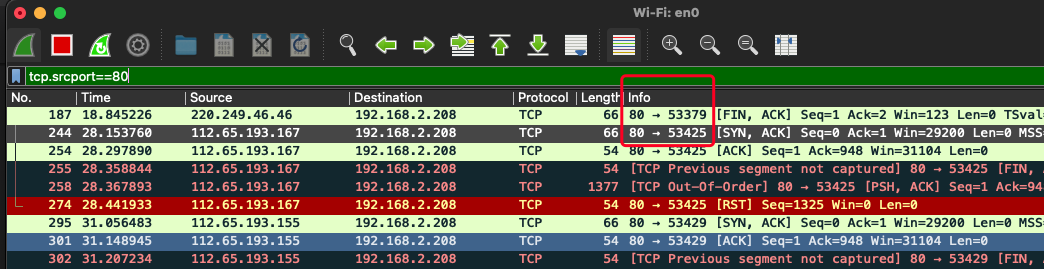 Wi-Fi: en0
tcp.srcport==80
No. Time Source Destination Protocol Length Info
187 18.845226 220.249.46.46 192.168.2.208 TCP 66 80 → 53379 [FIN, ACK] Seq=1 Ack=2 Win=123 Len=0 TSval=
244 28.153760 112.65.193.167 192.168.2.208 TCP 66 80 → 53425 [SYN, ACK] Seq=0 Ack=1 Win=29200 Len=0 MSS=
254 28.297890 112.65.193.167 192.168.2.208 TCP 54 80 → 53425 [ACK] Seq=1 Ack=948 Win=31104 Len=0
255 28.358844 112.65.193.167 192.168.2.208 TCP 54 [TCP Previous segment not captured] 80 → 53425 [FIN,
258 28.367893 112.65.193.167 192.168.2.208 TCP 1377 [TCP Out-Of-Order] 80 → 53425 [PSH, ACK] Seq=1 Ack=94
274 28.441933 112.65.193.167 192.168.2.208 TCP 54 80 → 53425 [RST] Seq=1325 Win=0 Len=0
295 31.056483 112.65.193.155 192.168.2.208 TCP 66 80 → 53429 [SYN, ACK] Seq=0 Ack=1 Win=29200 Len=0 MSS=
301 31.148945 112.65.193.155 192.168.2.208 TCP 54 80 → 53429 [ACK] Seq=1 Ack=948 Win=31104 Len=0
302 31.207234 112.65.193.155 192.168.2.208 TCP 54 [TCP Previous segment not captured] 80 → 53429 [FIN,